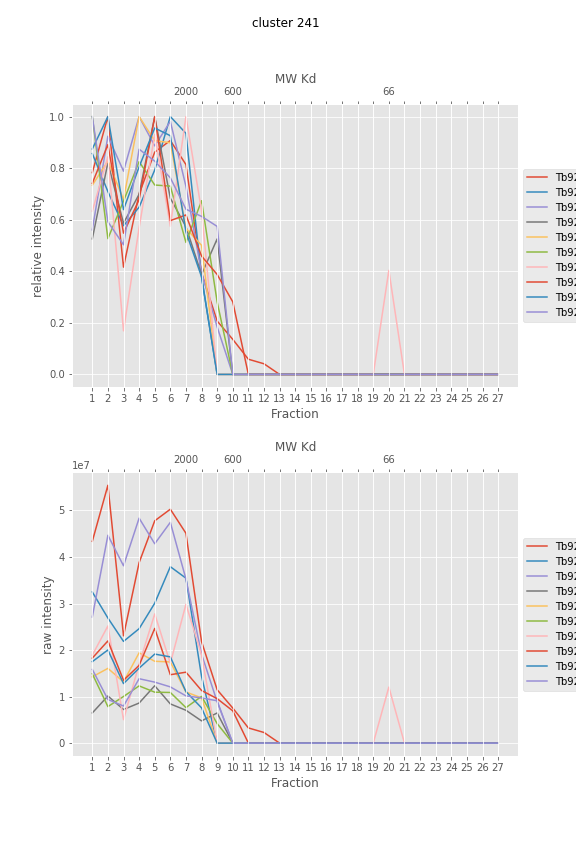 cluster 241
MW Kd
2000 600 66
1.0
0.8
0.6
0.4
0.2
0.0
relative intensity
1 2 3 4 5 6 7 8 9 10 11 12 13 14 15 16 17 18 19 20 21 22 23 24 25 26 27
Fraction
Tb92
Tb92
Tb92
Tb92
Tb92
Tb92
Tb92
Tb92
Tb92
Tb92
MW Kd
2000 600 66
1e7
5
4
3
2
1
0
raw intensity
1 2 3 4 5 6 7 8 9 10 11 12 13 14 15 16 17 18 19 20 21 22 23 24 25 26 27
Fraction
Tb92
Tb92
Tb92
Tb92
Tb92
Tb92
Tb92
Tb92
Tb92
Tb92